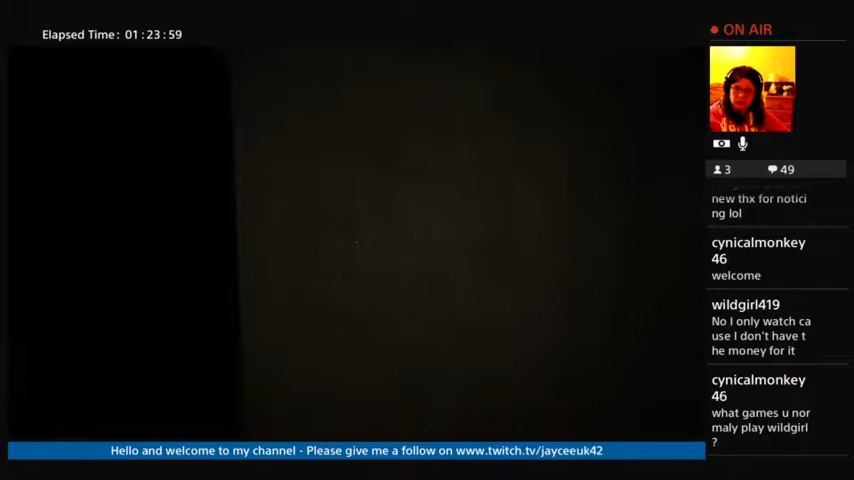 Elapsed Time: 01:23:59
ON AIR
3 49
new thx for notici
ng lol
cynicalmonkey
46
welcome
wildgirl419
No I only watch ca
use I don't have t
he money for it
cynicalmonkey
46
what games u nor
maly play wildgirl
?
Hello and welcome to my channel - Please give me a follow on www.twitch.tv/jayceeuk42